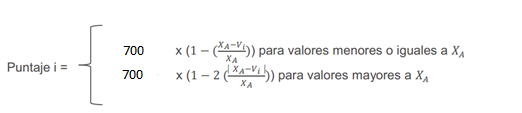 700 x (1 – (X_A–V_i / X_A)) para valores menores o iguales a X_A
Puntaje i =
700 x (1 – 2 (| X_A–V_i | / X_A)) para valores mayores a X_A